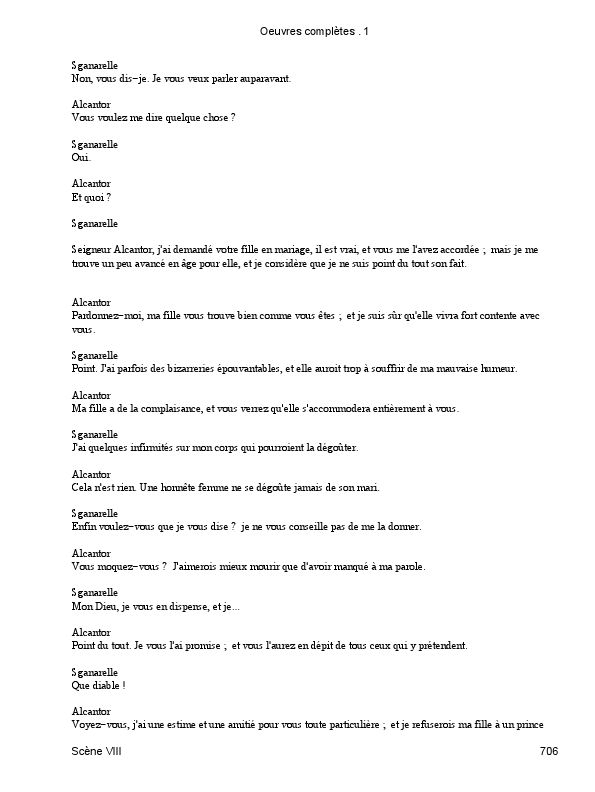 Oeuvres complètes . 1
Sganarelle
Non, vous dis−je. Je vous veux parler auparavant.
Alcantor
Vous voulez me dire quelque chose ?
Sganarelle
Oui.
Alcantor
Et quoi ?
Sganarelle
Seigneur Alcantor, j'ai demandé votre fille en mariage, il est vrai, et vous me l'avez accordée ; mais je me
trouve un peu avancé en âge pour elle, et je considère que je ne suis point du tout son fait.
Alcantor
Pardonnez−moi, ma fille vous trouve bien comme vous êtes ; et je suis sûr qu'elle vivra fort contente avec
vous.
Sganarelle
Point. J'ai parfois des bizarreries épouvantables, et elle auroit trop à souffrir de ma mauvaise humeur.
Alcantor
Ma fille a de la complaisance, et vous verrez qu'elle s'accommodera entièrement à vous.
Sganarelle
J'ai quelques infirmités sur mon corps qui pourroient la dégoûter.
Alcantor
Cela n'est rien. Une honnête femme ne se dégoûte jamais de son mari.
Sganarelle
Enfin voulez−vous que je vous dise ? je ne vous conseille pas de me la donner.
Alcantor
Vous moquez−vous ? J'aimerois mieux mourir que d'avoir manqué à ma parole.
Sganarelle
Mon Dieu, je vous en dispense, et je...
Alcantor
Point du tout. Je vous l'ai promise ; et vous l'aurez en dépit de tous ceux qui y prétendent.
Sganarelle
Que diable !
Alcantor
Voyez−vous, j'ai une estime et une amitié pour vous toute particulière ; et je refuserois ma fille à un prince
Scène VIII 706